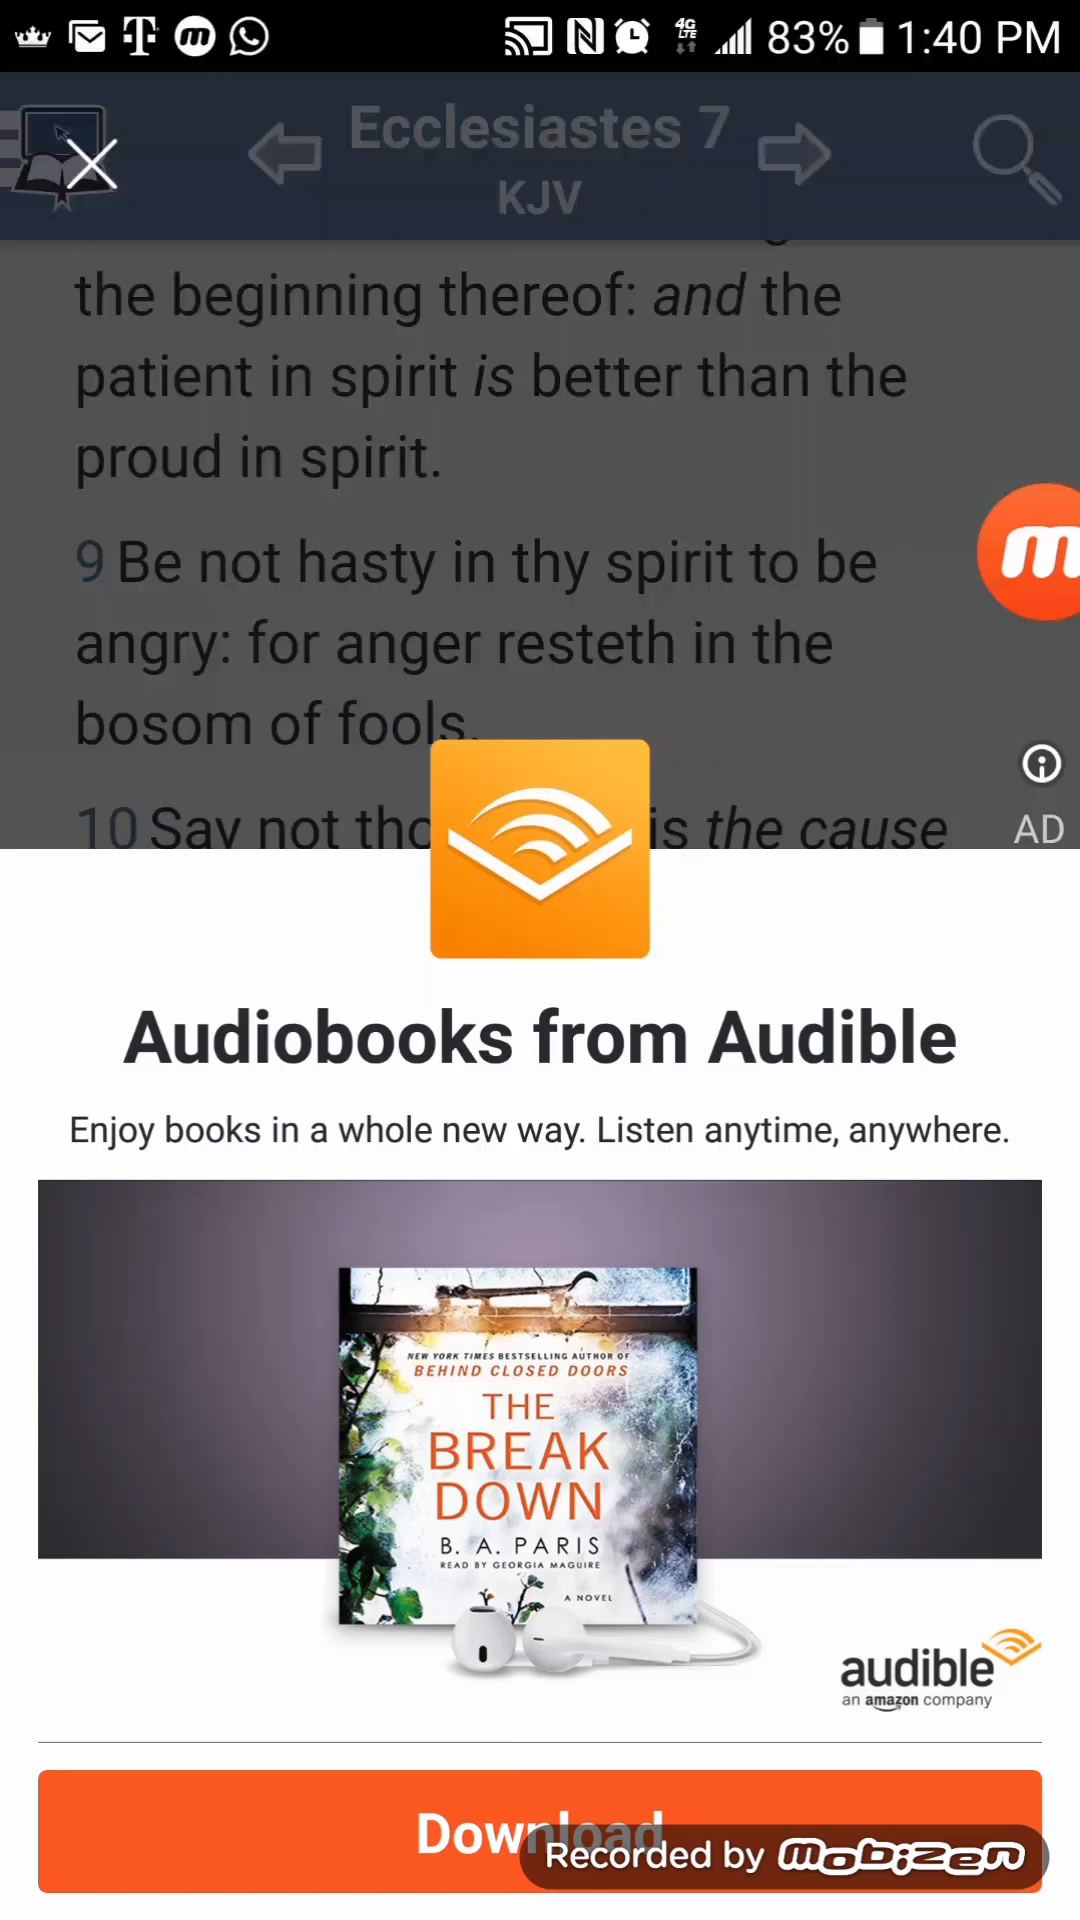 4G LTE 83% 1:40 PM
Ecclesiastes 7
KJV
the beginning thereof: and the
patient in spirit is better than the
proud in spirit.
9 Be not hasty in thy spirit to be
angry: for anger resteth in the
bosom of fools.
10 Say not tho is the cause
AD
Audiobooks from Audible
Enjoy books in a whole new way. Listen anytime, anywhere.
NEW YORK TIMES BESTSELLING AUTHOR OF
BEHIND CLOSED DOORS
THE
BREAK
DOWN
B. A. PARIS
READ BY GEORGIA MAGUIRE
A NOVEL
audible
an amazon company
Download
Recorded by mobizen